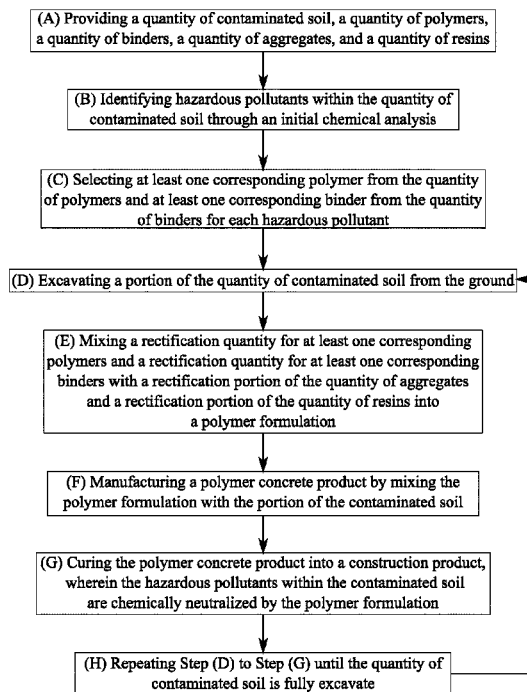 (A) Providing a quantity of contaminated soil, a quantity of polymers,
a quantity of binders, a quantity of aggregates, and a quantity of resins
(B) Identifying hazardous pollutants within the quantity of
contaminated soil through an initial chemical analysis
(C) Selecting at least one corresponding polymer from the quantity
of polymers and at least one corresponding binder from the quantity
of binders for each hazardous pollutant
(D) Excavating a portion of the quantity of contaminated soil from the ground
(E) Mixing a rectification quantity for at least one corresponding
polymers and a rectification quantity for at least one corresponding
binders with a rectification portion of the quantity of aggregates
and a rectification portion of the quantity of resins into
a polymer formulation
(F) Manufacturing a polymer concrete product by mixing the
polymer formulation with the portion of the contaminated soil
(G) Curing the polymer concrete product into a construction product,
wherein the hazardous pollutants within the contaminated soil
are chemically neutralized by the polymer formulation
(H) Repeating Step (D) to Step (G) until the quantity of
contaminated soil is fully excavate